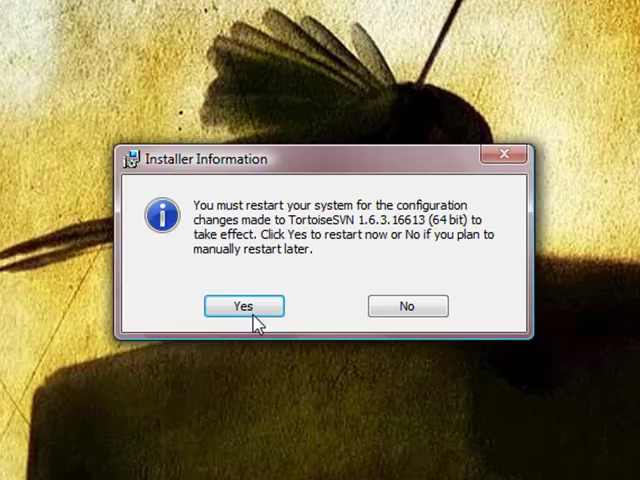 Installer Information
You must restart your system for the configuration
changes made to TortoiseSVN 1.6.3.16613 (64 bit) to
take effect. Click Yes to restart now or No if you plan to
manually restart later.
Yes
No